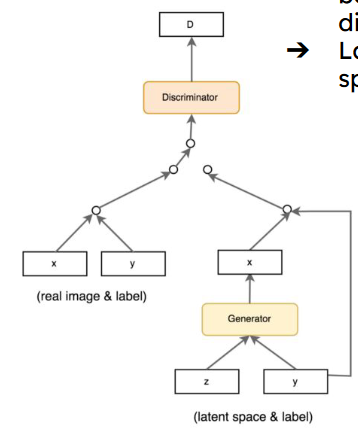 D
di
➔ Lo
sp
Discriminator
x
y
(real image & label)
x
Generator
z
y
(latent space & label)